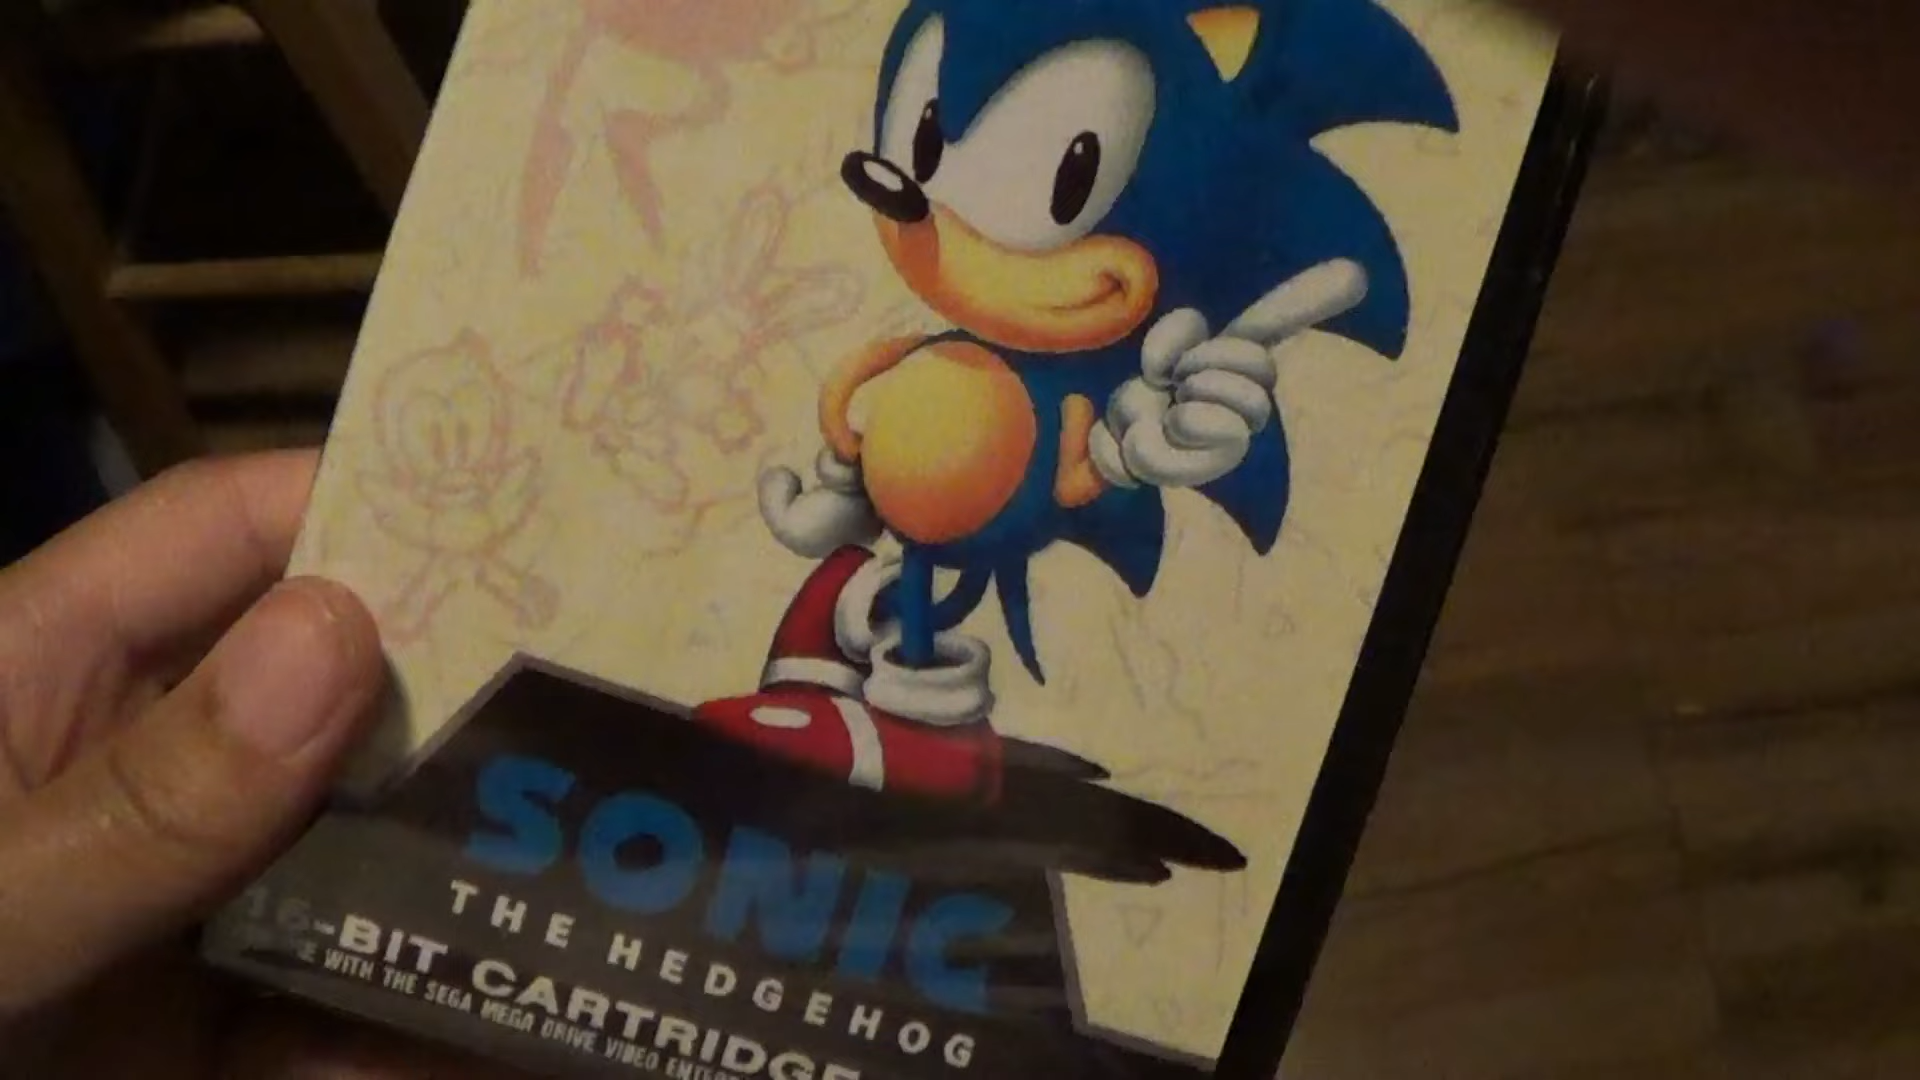 SONIC
THE HEDGEHOG
16-BIT CARTRIDGE
WITH THE SEGA MEGA DRIVE VIDEO